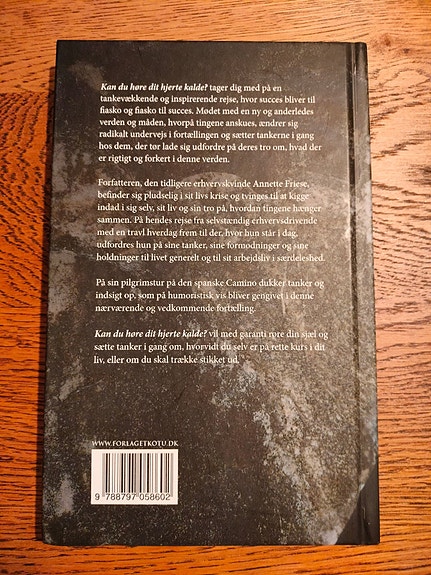 Kan du høre dit hjerte kalde? tager dig med på en
tankevækkende og inspirerende rejse, hvor succes bliver til
fiasko og fiasko til succes. Mødet med en ny og anderledes
verden og måden, hvorpå tingene anskues, ændrer sig
radikalt undervejs i fortællingen og sætter tankerne i gang
hos dem, der tør lade sig udfordre på deres tro om, hvad der
er rigtigt og forkert i denne verden.
Forfatteren, den tidligere erhvervskvinde Annette Friese,
befinder sig pludselig i sit livs krise og tvinges til at kigge
indad i sig selv, sit liv og sin tro på, hvordan tingene hænger
sammen. På hendes rejse fra selvstændig erhvervsdrivende
med en travl hverdag frem til der, hvor hun står i dag,
udfordres hun på sine tanker, sine formodninger og sine
holdninger til livet generelt og til sit arbejdsliv i særdeleshed.
På sin pilgrimstur på den spanske Camino dukker tanker og
indsigt op, som på humoristisk vis bliver gengivet i denne
nærværende og vedkommende fortælling.
Kan du høre dit hjerte kalde? vil med garanti røre din sjæl og
sætte tanker i gang om, hvorvidt du selv er på rette kurs i dit
liv, eller om du skal trække stikket ud.
WWW.FORLAGETKOTU.DK
9 788797 058602